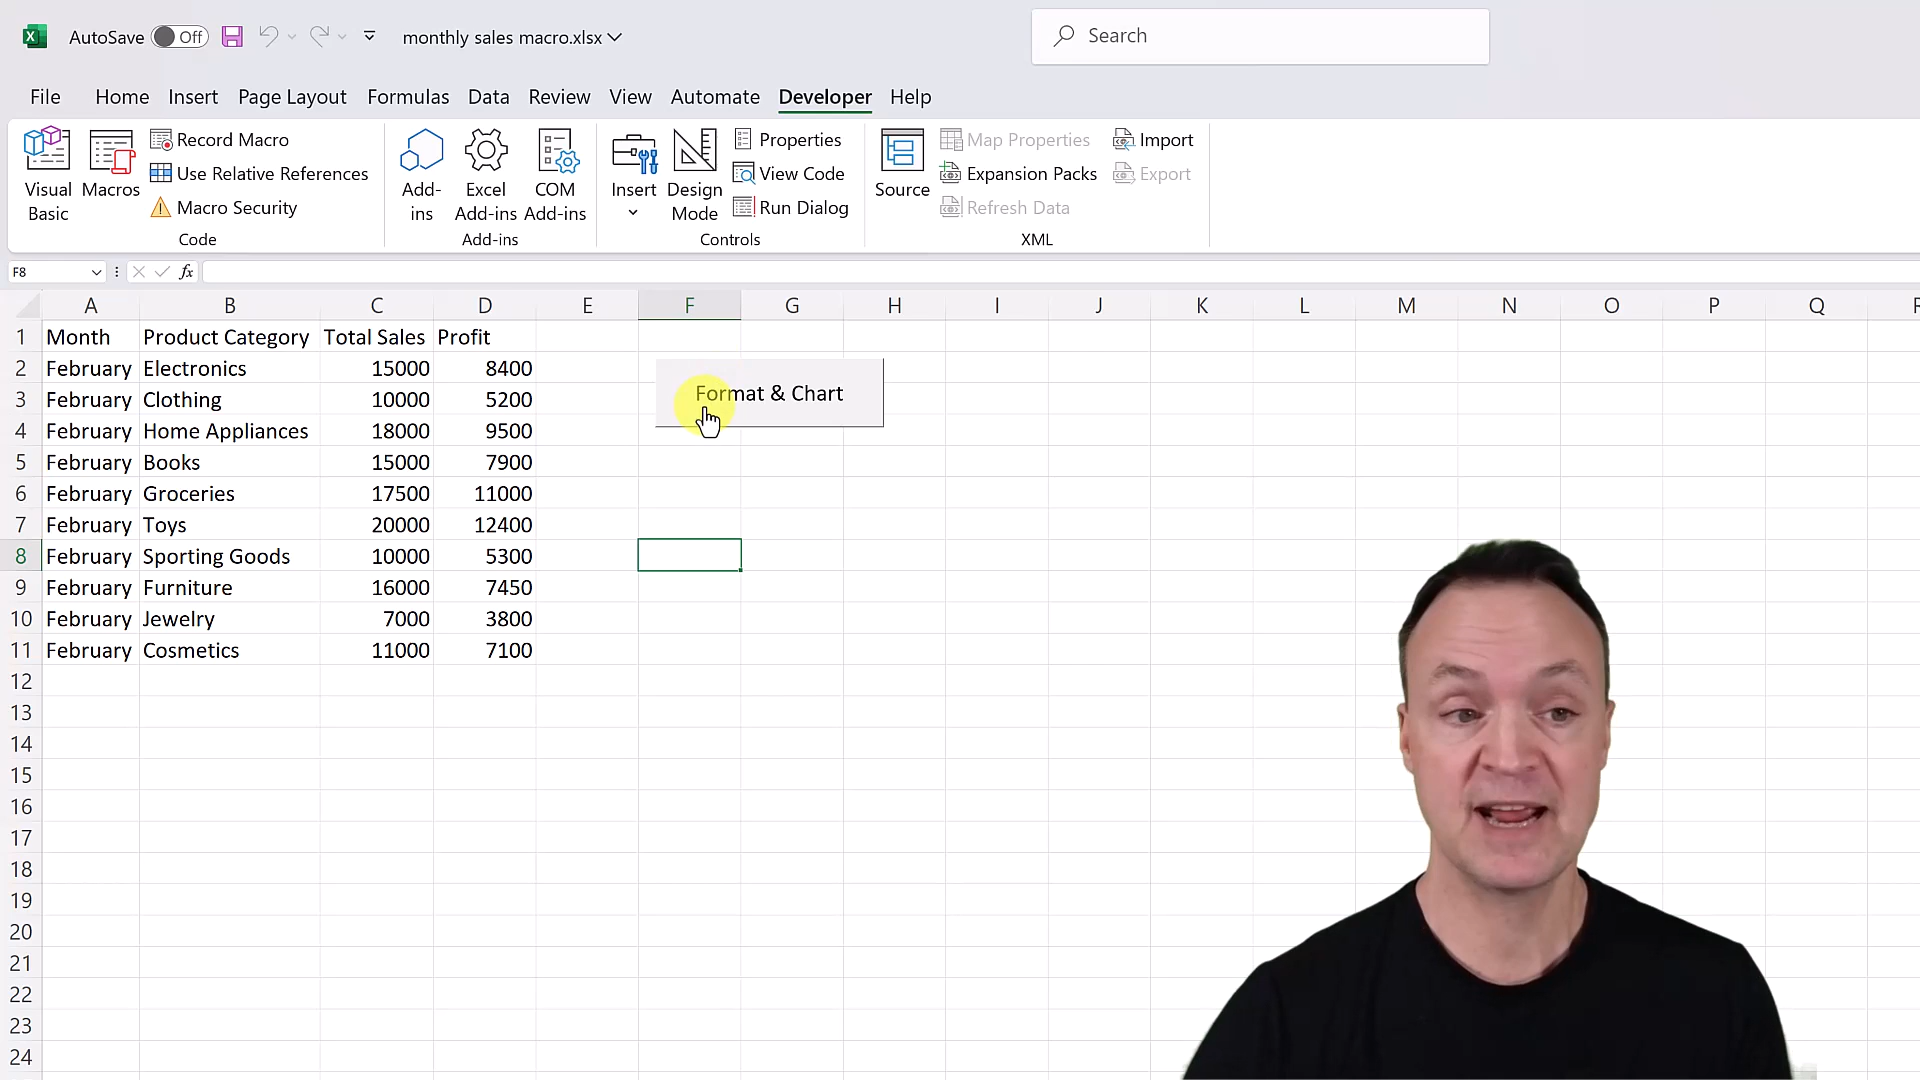 AutoSave Off monthly sales macro.xlsx Search
File Home Insert Page Layout Formulas Data Review View Automate Developer Help
Visual Basic
Macros
Record Macro
Use Relative References
Macro Security
Code
Add-ins
Excel Add-ins
COM Add-ins
Add-ins
Insert
Design Mode
Properties
View Code
Run Dialog
Controls
Source
Map Properties
Expansion Packs
Refresh Data
Import
Export
XML
F8 fx
A B C D E F G H I J K L M N O P Q
1 Month Product Category Total Sales Profit
2 February Electronics 15000 8400
Format & Chart
3 February Clothing 10000 5200
4 February Home Appliances 18000 9500
5 February Books 15000 7900
6 February Groceries 17500 11000
7 February Toys 20000 12400
8 February Sporting Goods 10000 5300
9 February Furniture 16000 7450
10 February Jewelry 7000 3800
11 February Cosmetics 11000 7100
12
13
14
15
16
17
18
19
20
21
22
23
24